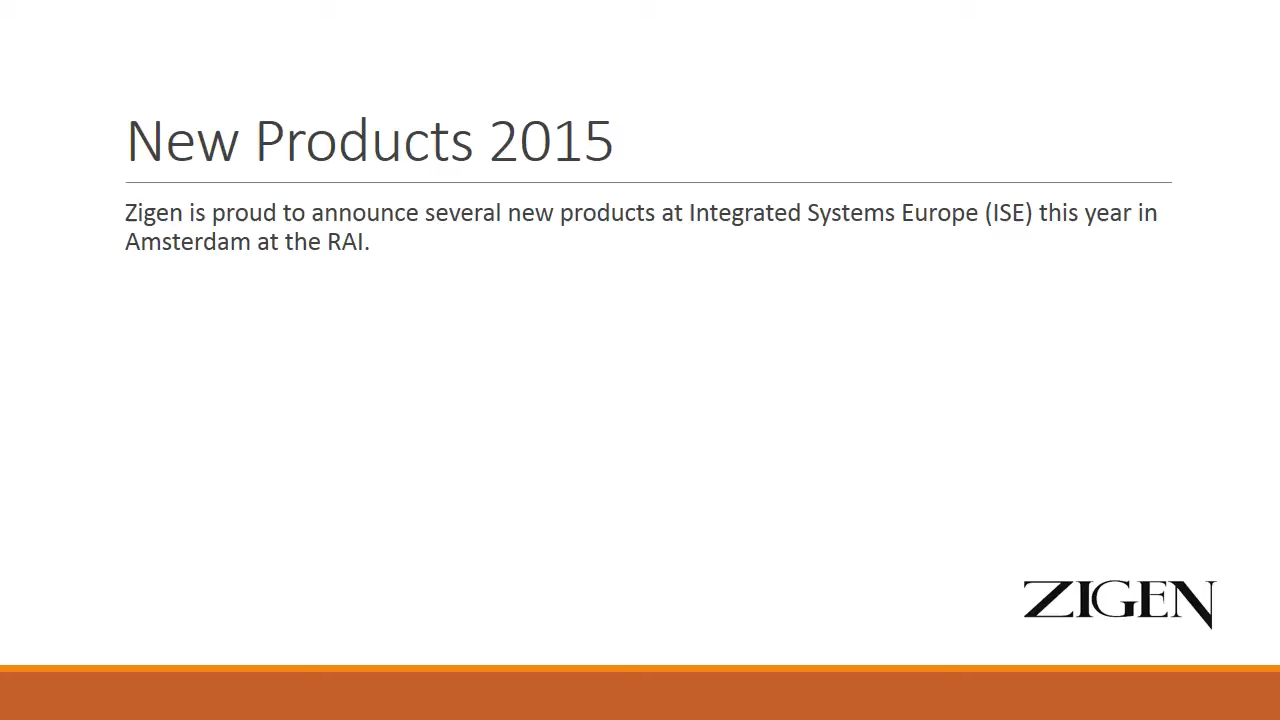 New Products 2015
Zigen is proud to announce several new products at Integrated Systems Europe (ISE) this year in
Amsterdam at the RAI.
ZIGEN